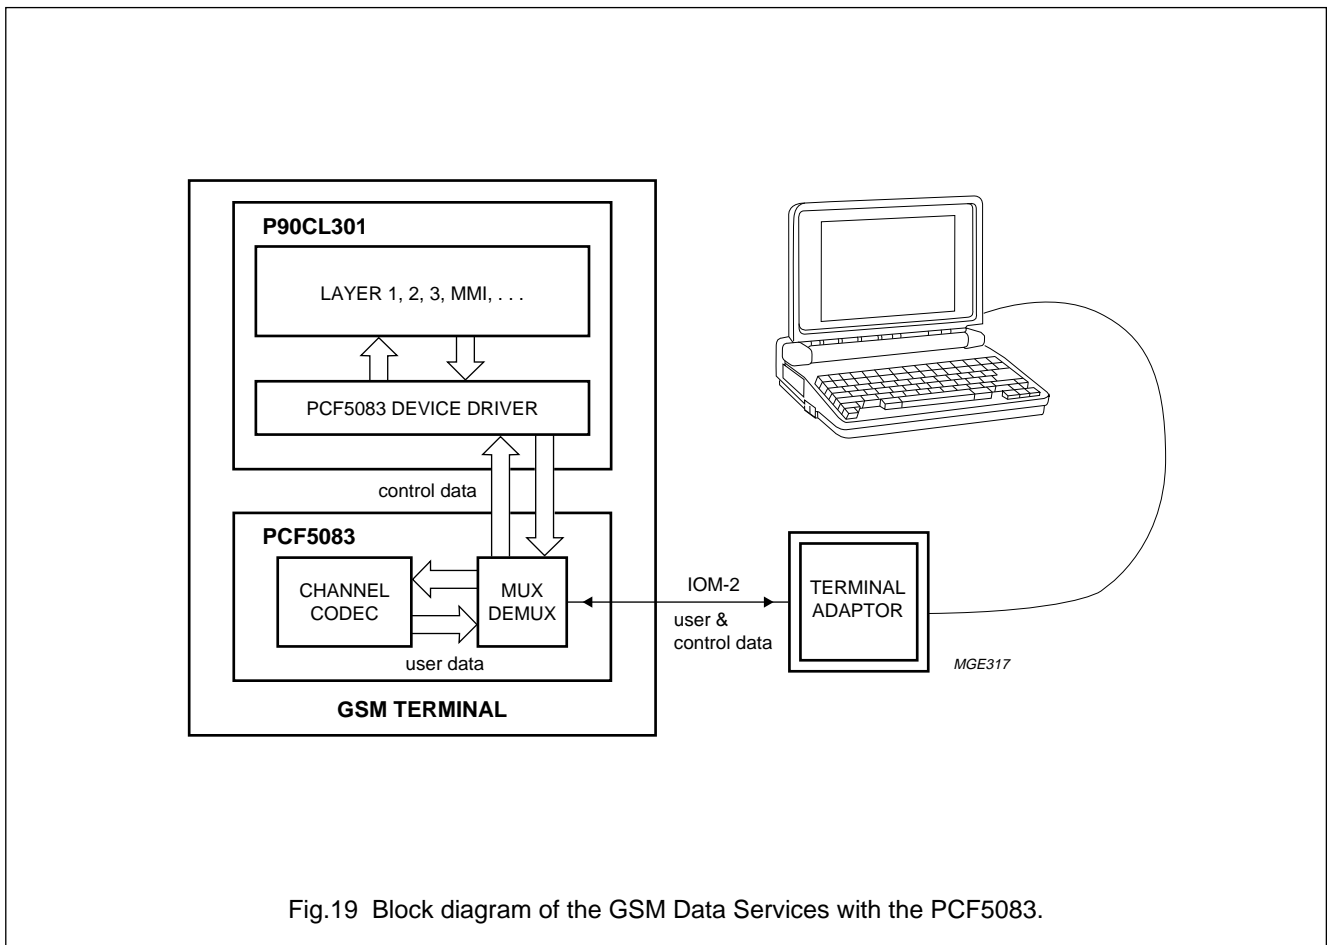 P90CL301
LAYER 1, 2, 3, MMI, . . .
PCF5083 DEVICE DRIVER
control data
PCF5083
CHANNEL
CODEC
MUX
DEMUX
user data
GSM TERMINAL
IOM-2
user &
control data
TERMINAL
ADAPTOR
MGE317
Fig.19 Block diagram of the GSM Data Services with the PCF5083.